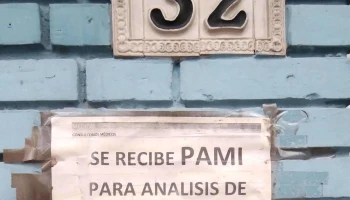 32
SE RECIBE PAMI
PARA ANALISIS DE